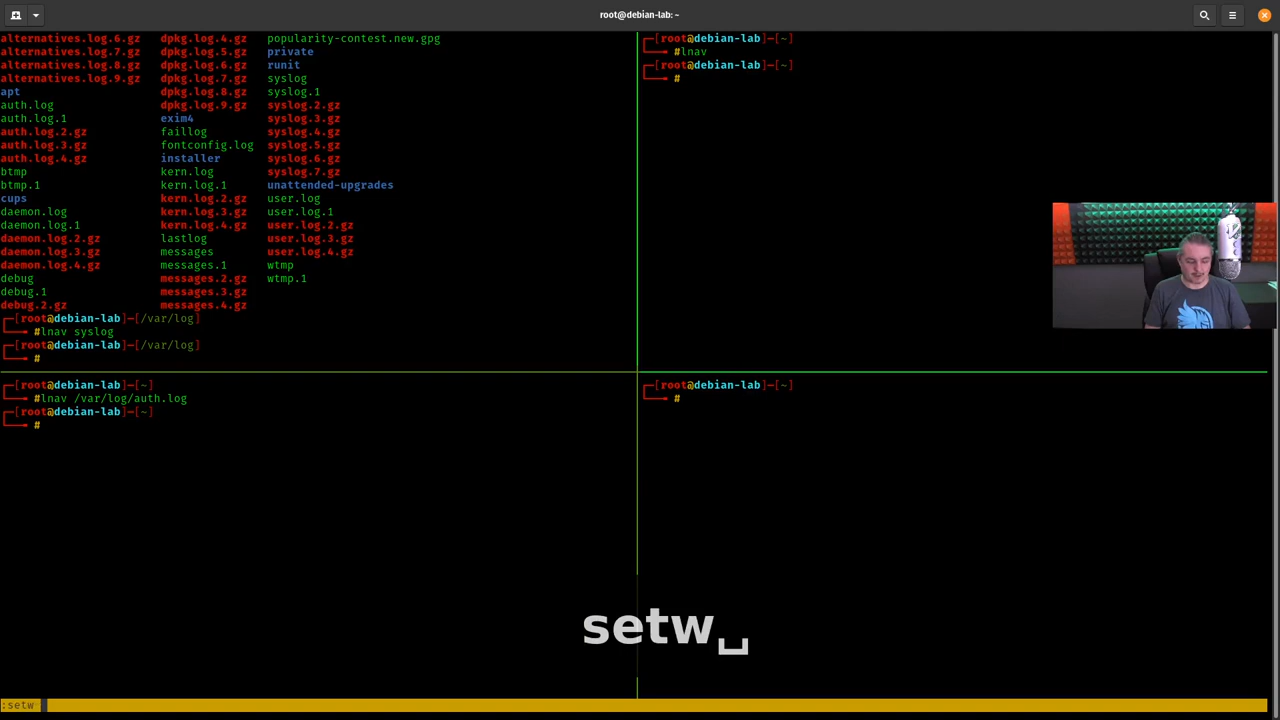 root@debian-lab: ~
alternatives.log.6.gz dpkg.log.4.gz popularity-contest.new.gpg
alternatives.log.7.gz dpkg.log.5.gz private
alternatives.log.8.gz dpkg.log.6.gz runit
alternatives.log.9.gz dpkg.log.7.gz syslog
apt dpkg.log.8.gz syslog.1
auth.log dpkg.log.9.gz syslog.2.gz
auth.log.1 exim4 syslog.3.gz
auth.log.2.gz faillog syslog.4.gz
auth.log.3.gz fontconfig.log syslog.5.gz
auth.log.4.gz installer syslog.6.gz
btmp kern.log syslog.7.gz
btmp.1 kern.log.1 unattended-upgrades
cups kern.log.2.gz user.log
daemon.log kern.log.3.gz user.log.1
daemon.log.1 kern.log.4.gz user.log.2.gz
daemon.log.2.gz lastlog user.log.3.gz
daemon.log.3.gz messages user.log.4.gz
daemon.log.4.gz messages.1 wtmp
debug messages.2.gz wtmp.1
debug.1 messages.3.gz
debug.2.gz messages.4.gz
┌─[root@debian-lab]─[/var/log]
└──╼ #lnav syslog
┌─[root@debian-lab]─[/var/log]
└──╼ #
┌─[root@debian-lab]─[~]
└──╼ #lnav
┌─[root@debian-lab]─[~]
└──╼ #
┌─[root@debian-lab]─[~]
└──╼ #lnav /var/log/auth.log
┌─[root@debian-lab]─[~]
└──╼ #
┌─[root@debian-lab]─[~]
└──╼ #
setw␣
:setw